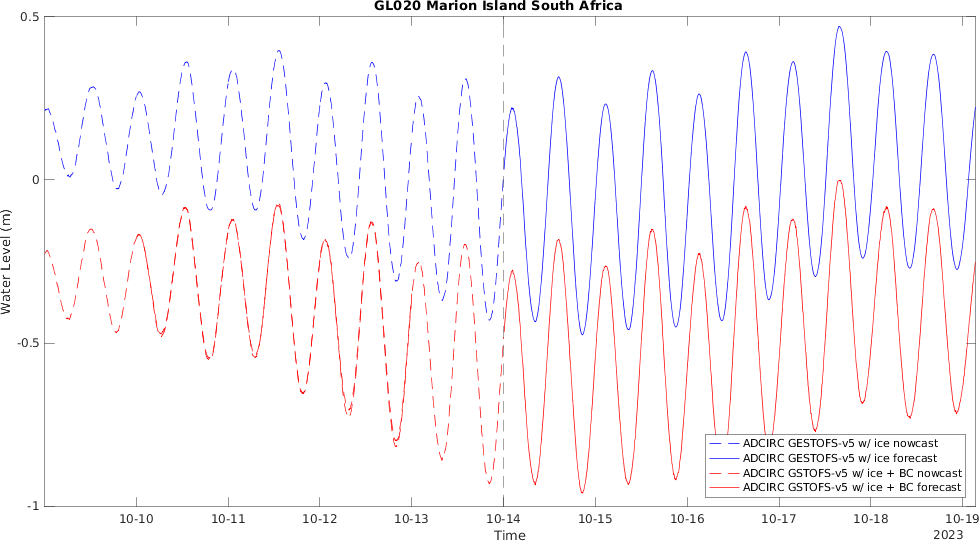 GL020 Marion Island South Africa
Water Level (m)
0.5
0
-0.5
-1
ADCIRC GESTOFS-v5 w/ ice nowcast
ADCIRC GESTOFS-v5 w/ ice forecast
ADCIRC GSTOFS-v5 w/ ice + BC nowcast
ADCIRC GSTOFS-v5 w/ ice + BC forecast
10-10 10-11 10-12 10-13 10-14 10-15 10-16 10-17 10-18 10-19
Time
2023